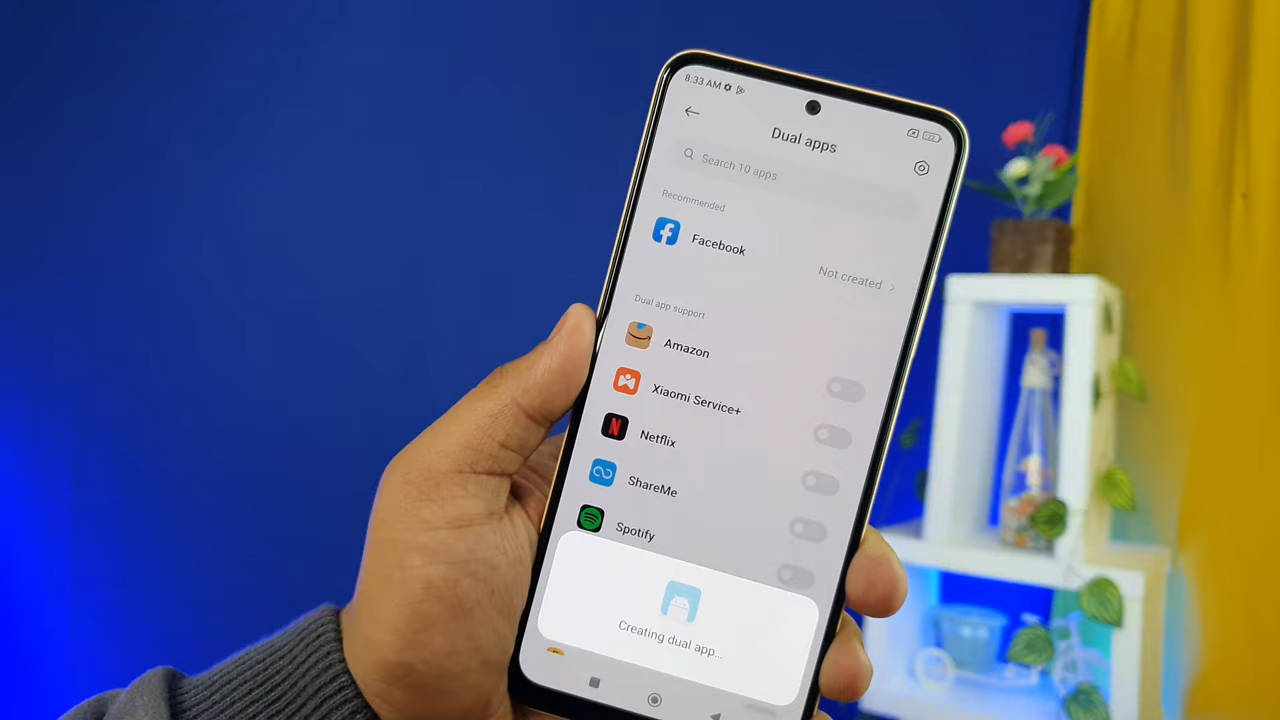 8:33 AM
Dual apps
Search 10 apps
Recommended
Facebook
Not created
Dual app support
Amazon
Xiaomi Service+
Netflix
ShareMe
Spotify
Creating dual app...